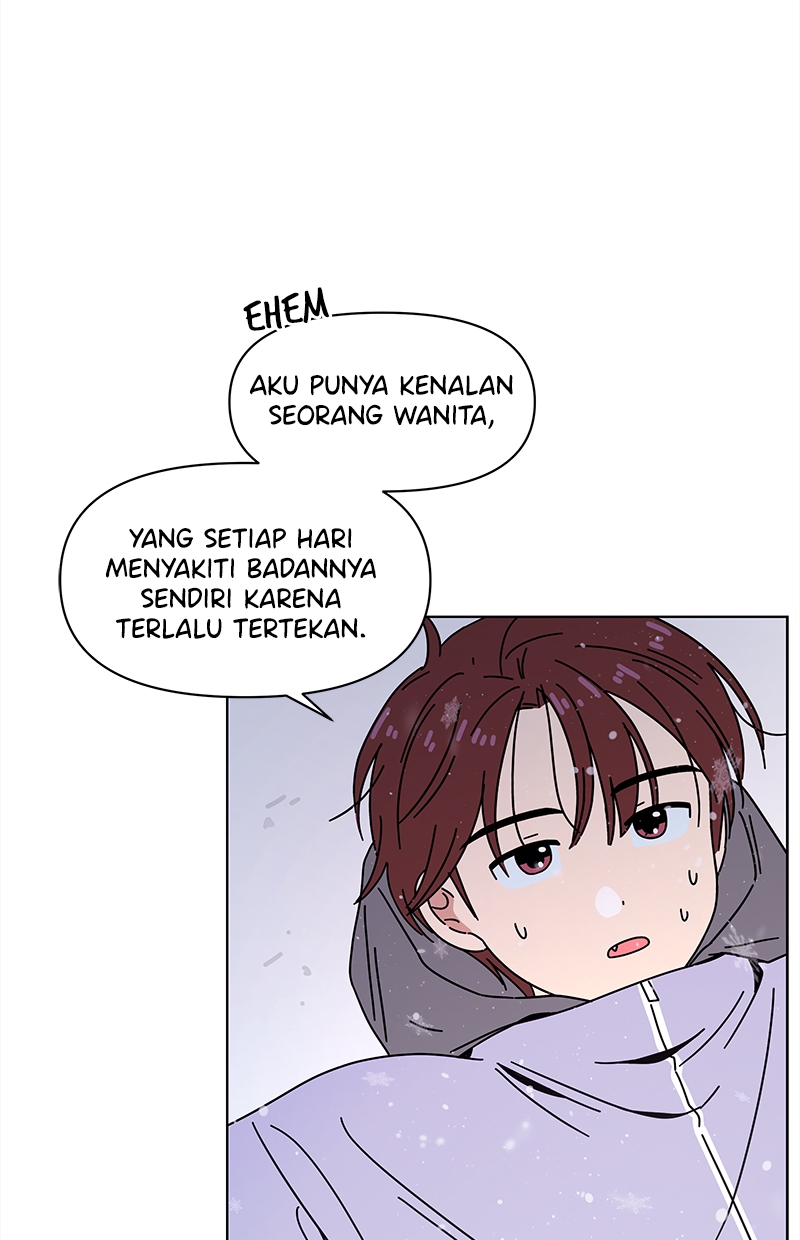 EHEM
AKU PUNYA KENALAN
SEORANG WANITA,
YANG SETIAP HARI
MENYAKITI BADANNYA
SENDIRI KARENA
TERLALU TERTEKAN.